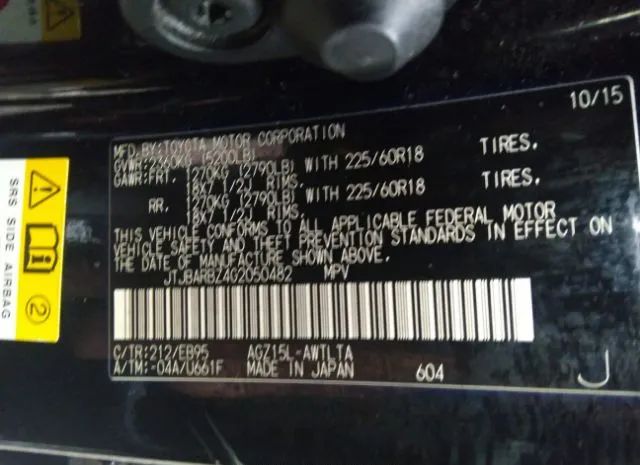 10/15
MFD.BY:TOYOTA MOTOR CORPORATION
GVWR:2360KG (5200LB)
GAWR:FRT. 1270KG (2790LB) WITH 225/60R18 TIRES.
18X7 1/2J RIMS.
RR. 1270KG (2790LB) WITH 225/60R18 TIRES.
18X7 1/2J RIMS.
THIS VEHICLE CONFORMS TO ALL APPLICABLE FEDERAL MOTOR
VEHICLE SAFETY AND THEFT PREVENTION STANDARDS IN EFFECT ON
THE DATE OF MANUFACTURE SHOWN ABOVE.
JTJBARBZ4G2050482 MPV
C/TR:212/EB95 AGZ15L-AWTLTA
A/TM:-04A/U661F MADE IN JAPAN 604
J
SRS SIDE AIRBAG
2